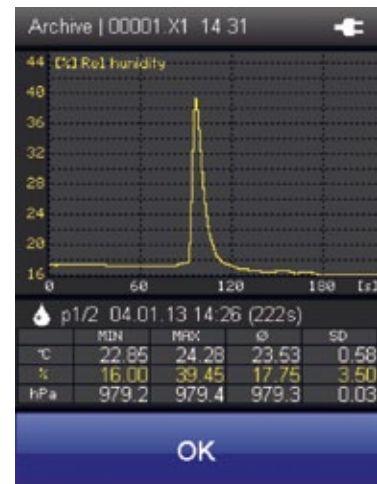 Archive | 00001.X1 14 31
44 [%] Rel humidity
40
36
32
28
24
20
16
0 60 120 180 [s]
p1/2 04.01.13 14:26 (222s)
MIN MAX Ø SD
°C 22.85 24.28 23.53 0.58
% 16.00 39.45 17.75 3.50
hPa 979.2 979.4 979.3 0.03
OK